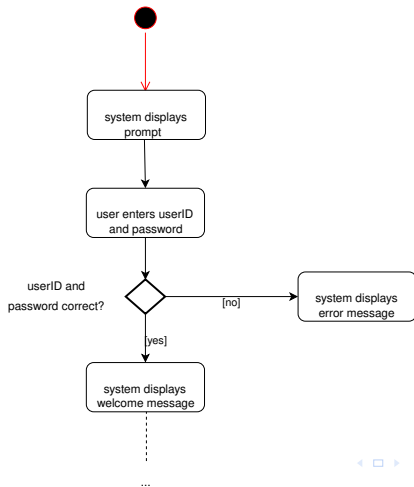 system displays
prompt
user enters userID
and password
userID and
password correct?
[no]
system displays
error message
[yes]
system displays
welcome message
...